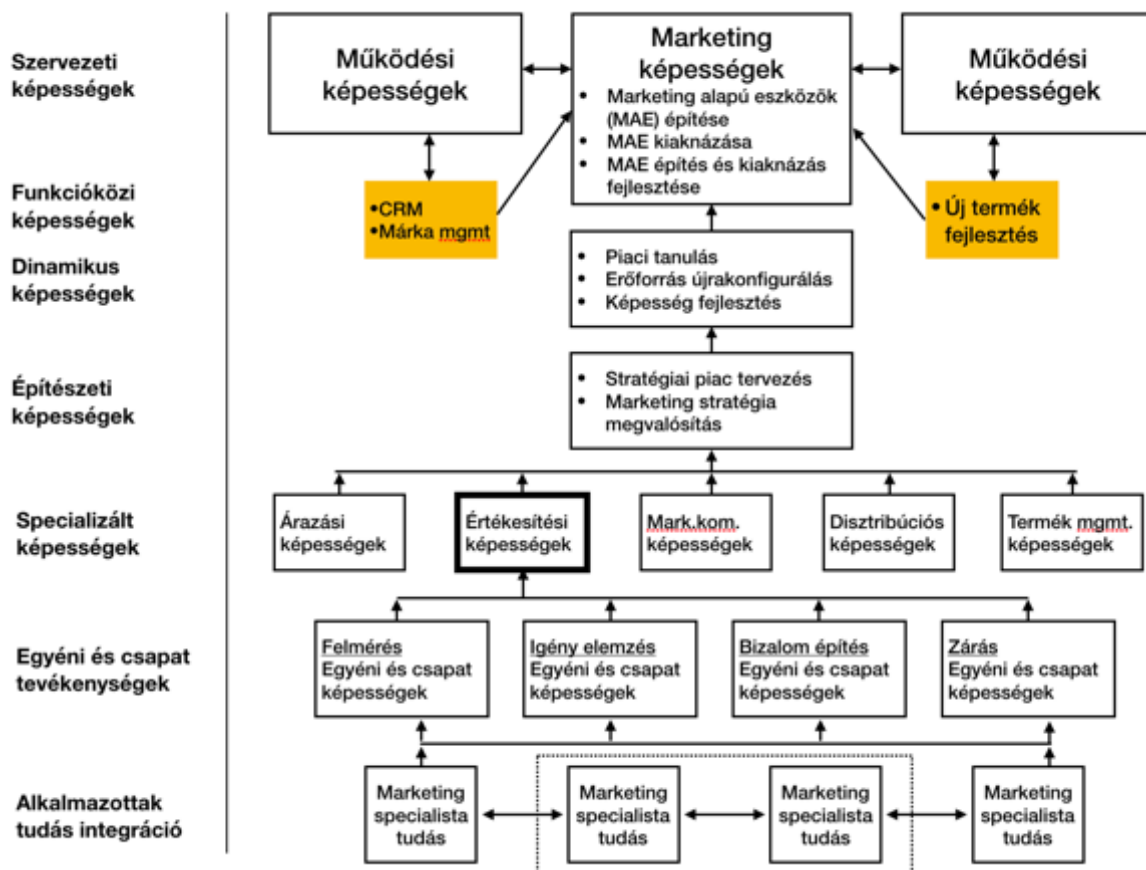 Szervezeti
képességek
Működési
képességek
Marketing
képességek
• Marketing alapú eszközök
(MAE) építése
• MAE kiaknázása
• MAE építés és kiaknázás
fejlesztése
Működési
képességek
Funkcióközi
képességek
•CRM
•Márka mgmt
• Új termék
fejlesztés
Dinamikus
képességek
• Piaci tanulás
• Erőforrás újrakonfigurálás
• Képesség fejlesztés
Építészeti
képességek
• Stratégiai piac tervezés
• Marketing stratégia
megvalósítás
Specializált
képességek
Árazási
képességek
Értékesítési
képességek
Mark.kom.
képességek
Disztribúciós
képességek
Termék mgmt.
képességek
Egyéni és csapat
tevékenységek
Felmérés
Egyéni és csapat
képességek
Igény elemzés
Egyéni és csapat
képességek
Bizalom építés
Egyéni és csapat
képességek
Zárás
Egyéni és csapat
képességek
Alkalmazottak
tudás integráció
Marketing
specialista
tudás
Marketing
specialista
tudás
Marketing
specialista
tudás
Marketing
specialista
tudás